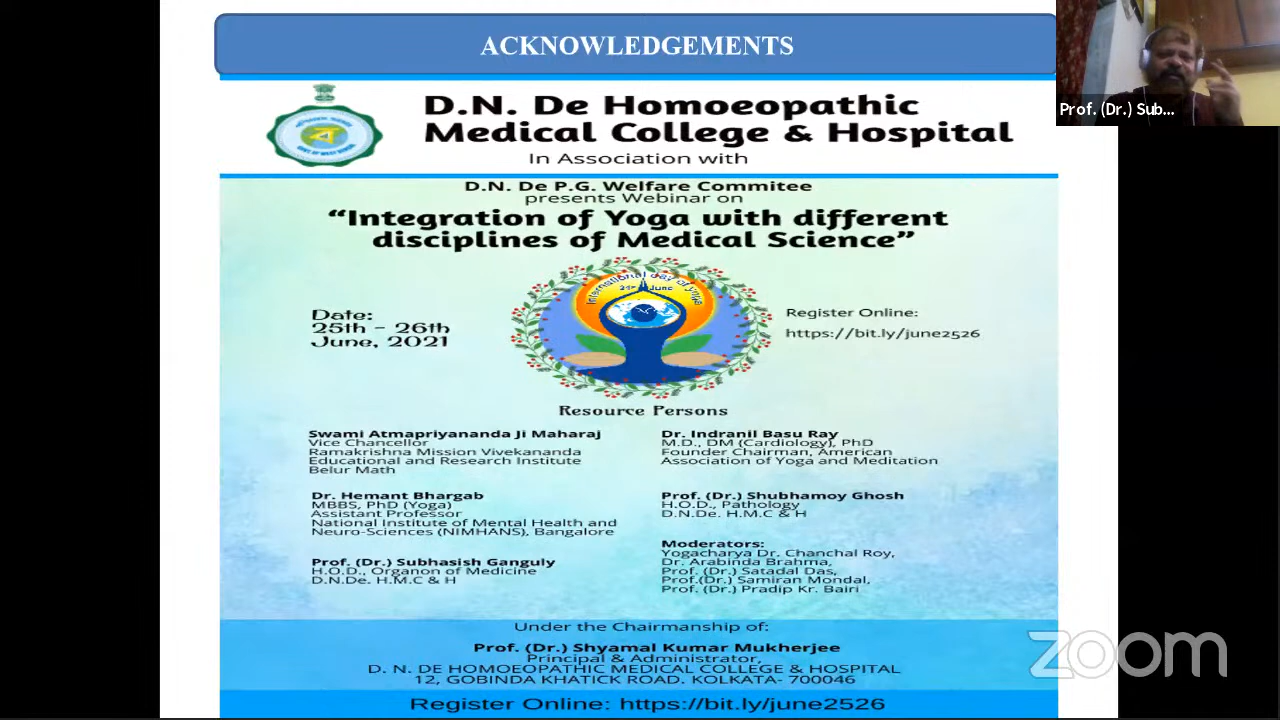 ACKNOWLEDGEMENTS
Prof. (Dr.) Sub...
D.N. De Homoeopathic
Medical College & Hospital
In Association with
D.N. De P.G. Welfare Commitee
presents Webinar on
“Integration of Yoga with different
disciplines of Medical Science”
International day of yoga
21st June
Date:
25th - 26th
June, 2021
Register Online:
https://bit.ly/june2526
Resource Persons
Swami Atmapriyananda Ji Maharaj
Vice Chancellor
Ramakrishna Mission Vivekananda
Educational and Research Institute
Belur Math
Dr. Indranil Basu Ray
M.D., DM (Cardiology), PhD
Founder Chairman, American
Association of Yoga and Meditation
Dr. Hemant Bhargab
MBBS, PhD (Yoga)
Assistant Professor
National Institute of Mental Health and
Neuro-Sciences (NIMHANS), Bangalore
Prof. (Dr.) Shubhamoy Ghosh
H.O.D., Pathology
D.N.De. H.M.C & H
Prof. (Dr.) Subhasish Ganguly
H.O.D., Organon of Medicine
D.N.De. H.M.C & H
Moderators:
Yogacharya Dr. Chanchal Roy,
Dr. Arabinda Brahma,
Prof. (Dr.) Satadal Das,
Prof.(Dr.) Samiran Mondal,
Prof. (Dr.) Pradip Kr. Bairi
Under the Chairmanship of:
Prof. (Dr.) Shyamal Kumar Mukherjee
Principal & Administrator,
D. N. DE HOMOEOPATHIC MEDICAL COLLEGE & HOSPITAL
12, GOBINDA KHATICK ROAD. KOLKATA- 700046
Register Online: https://bit.ly/june2526
zoom